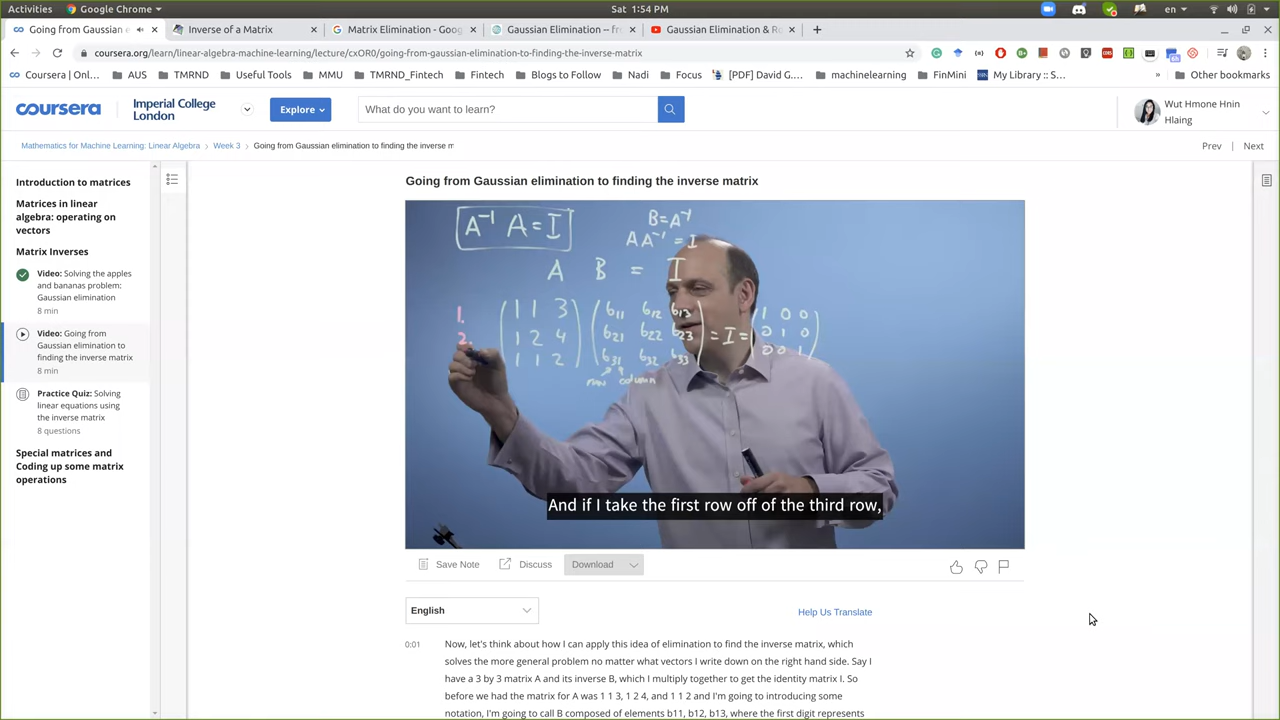 Activities
Google Chrome
Sat 1:54 PM
en
Going from Gaussian el
Inverse of a Matrix
Matrix Elimination - Goog
Gaussian Elimination -- fro
Gaussian Elimination & Ro
coursera.org/learn/linear-algebra-machine-learning/lecture/cxOR0/going-from-gaussian-elimination-to-finding-the-inverse-matrix
Coursera | Onl…
AUS
TMRND
Useful Tools
MMU
TMRND_Fintech
Fintech
Blogs to Follow
Nadi
Focus
[PDF] David G.…
machinelearning
FinMini
My Library :: S…
»
Other bookmarks
coursera
Imperial College
London
Explore
What do you want to learn?
Wut Hmone Hnin
Hlaing
Mathematics for Machine Learning: Linear Algebra > Week 3 > Going from Gaussian elimination to finding the inverse m
Prev | Next
Introduction to matrices
Matrices in linear
algebra: operating on
vectors
Matrix Inverses
Video: Solving the apples
and bananas problem:
Gaussian elimination
8 min
Video: Going from
Gaussian elimination to
finding the inverse matrix
8 min
Practice Quiz: Solving
linear equations using
the inverse matrix
8 questions
Special matrices and
Coding up some matrix
operations
Going from Gaussian elimination to finding the inverse matrix
A⁻¹ A = I
B = A⁻¹
A A⁻¹ = I
A B = I
1. (1 1 3) (b11 b12 b13) (1 0 0)
2. (1 2 4) (b21 b22 b23) = I = (0 1 0)
(1 1 2) (b31 b32 b33) (0 0 1)
row column
And if I take the first row off of the third row,
Save Note
Discuss
Download
English
Help Us Translate
0:01
Now, let's think about how I can apply this idea of elimination to find the inverse matrix, which
solves the more general problem no matter what vectors I write down on the right hand side. Say I
have a 3 by 3 matrix A and its inverse B, which I multiply together to get the identity matrix I. So
before we had the matrix for A was 1 1 3, 1 2 4, and 1 1 2 and I'm going to introducing some
notation, I'm going to call B composed of elements b11, b12, b13, where the first digit represents